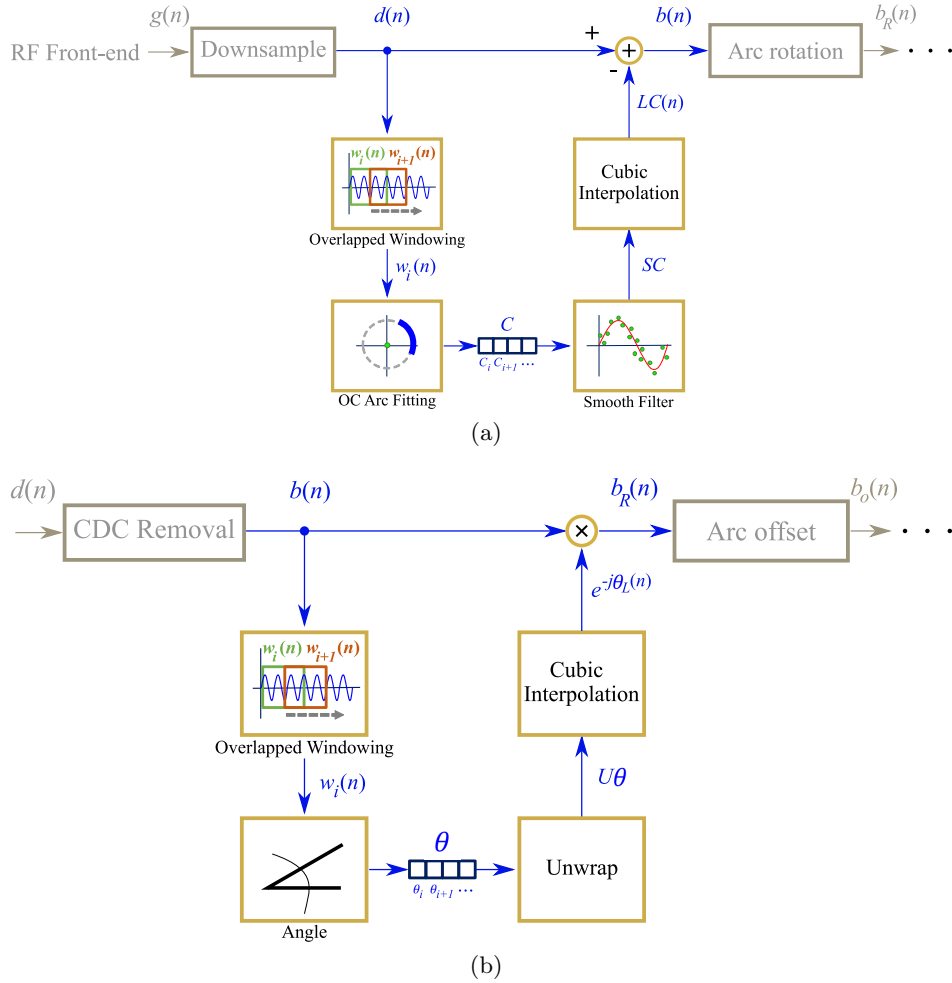 g(n)
d(n)
b(n)
b_R(n)
RF Front-end
Downsample
+
+
-
Arc rotation
...
LC(n)
w_i(n) w_{i+1}(n)
Overlapped Windowing
Cubic
Interpolation
w_i(n)
SC
C
C_i C_{i+1} ...
OC Arc Fitting
Smooth Filter
(a)
d(n)
b(n)
b_R(n)
b_o(n)
CDC Removal
×
Arc offset
...
e^{-jθ_L(n)}
w_i(n) w_{i+1}(n)
Overlapped Windowing
Cubic
Interpolation
w_i(n)
Uθ
θ
θ_i θ_{i+1} ...
Unwrap
Angle
(b)